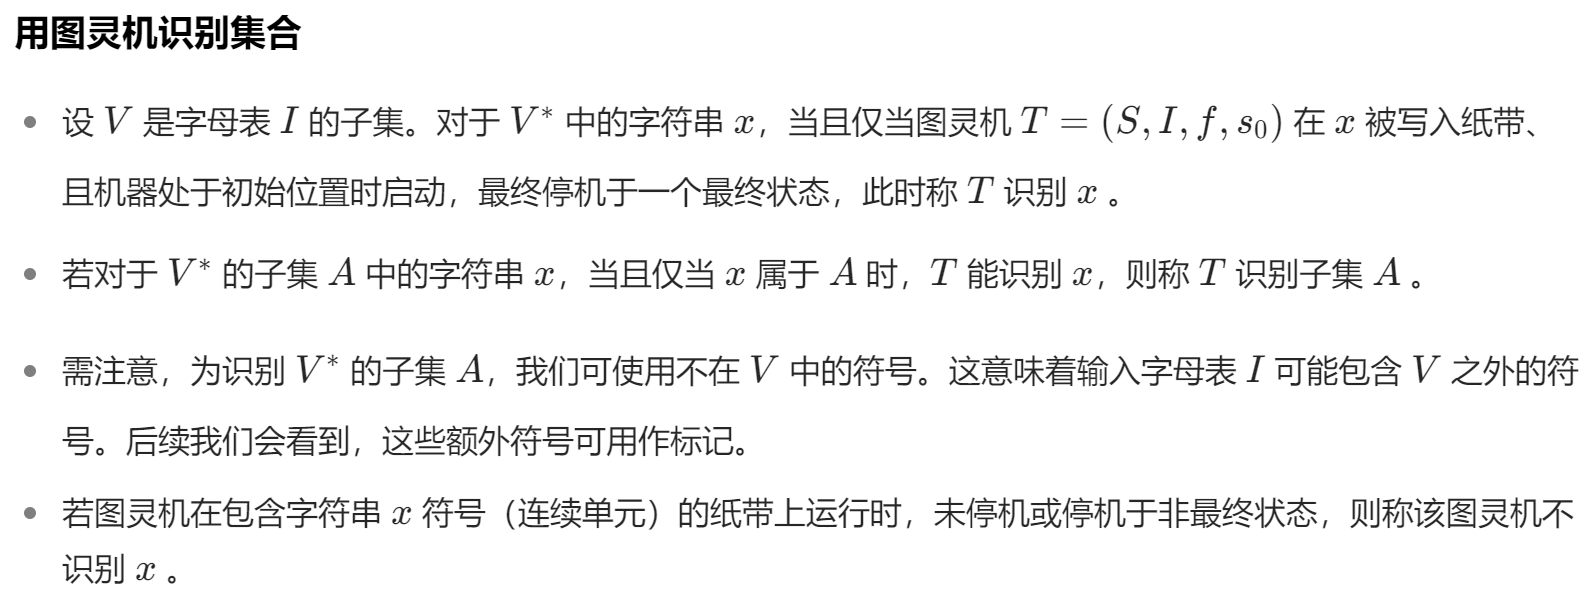 用图灵机识别集合
设 V 是字母表 I 的子集。对于 V* 中的字符串 x，当且仅当图灵机 T = (S, I, f, s₀) 在 x 被写入纸带、
且机器处于初始位置时启动，最终停机于一个最终状态，此时称 T 识别 x 。
若对于 V* 的子集 A 中的字符串 x，当且仅当 x 属于 A 时，T 能识别 x，则称 T 识别子集 A 。
需注意，为识别 V* 的子集 A，我们可使用不在 V 中的符号。这意味着输入字母表 I 可能包含 V 之外的符
号。后续我们会看到，这些额外符号可用作标记。
若图灵机在包含字符串 x 符号（连续单元）的纸带上运行时，未停机或停机于非最终状态，则称该图灵机不
识别 x 。